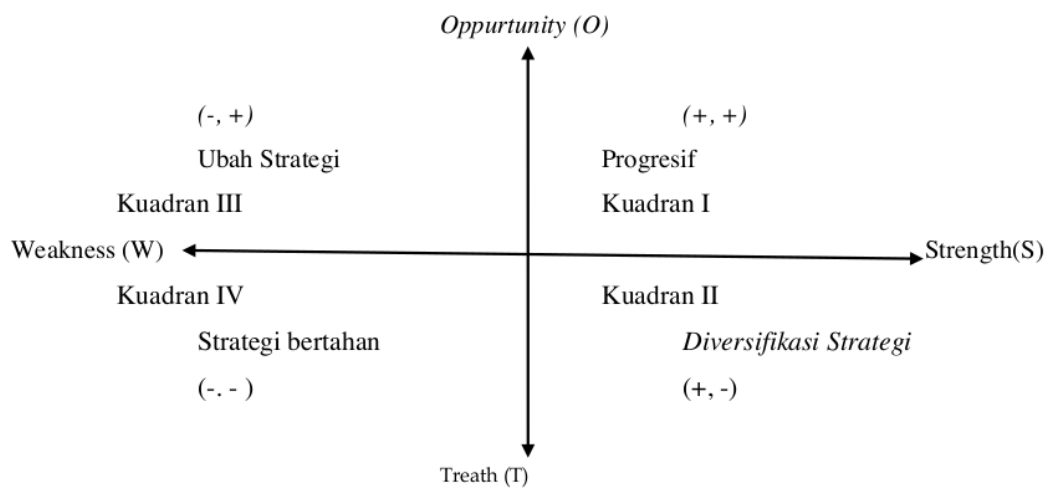 Oppurtunity (O)
(-, +)
(+, +)
Ubah Strategi
Progresif
Kuadran III
Kuadran I
Weakness (W)
Strength(S)
Kuadran IV
Kuadran II
Strategi bertahan
Diversifikasi Strategi
(-. - )
(+, -)
Treath (T)